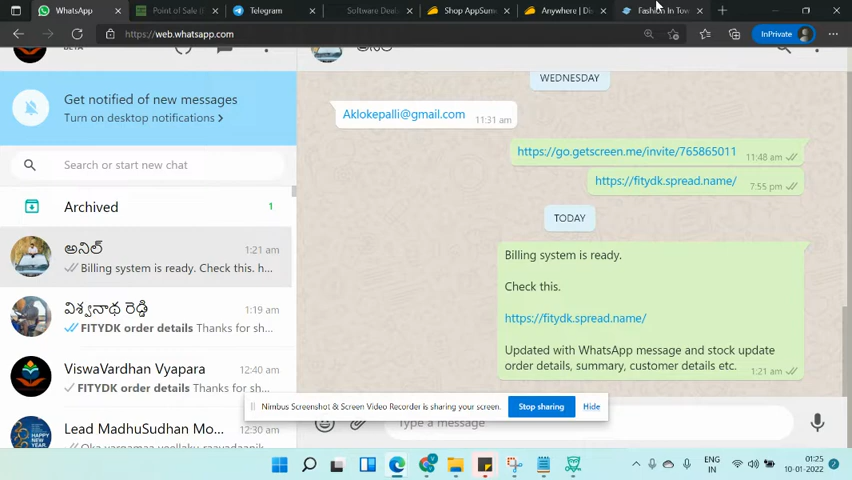 WhatsApp
Point of Sale (
Telegram
Software Deals
Shop AppSum
Anywhere | Di
Fashion In Tow
https://web.whatsapp.com
InPrivate
BETA
అనిల్
Get notified of new messages
Turn on desktop notifications >
Search or start new chat
Archived
1
అనిల్
1:21 am
Billing system is ready. Check this. h...
విశ్వనాథ రెడ్డి
1:19 am
FITYDK order details Thanks for sh...
ViswaVardhan Vyapara
12:40 am
FITYDK order details Thanks for sh...
Lead MadhuSudhan Mo...
12:30 am
WEDNESDAY
Aklokepalli@gmail.com
11:31 am
https://go.getscreen.me/invite/765865011
11:48 am
https://fitydk.spread.name/
7:55 pm
TODAY
Billing system is ready.
Check this.
https://fitydk.spread.name/
Updated with WhatsApp message and stock update
order details, summary, customer details etc.
1:21 am
Nimbus Screenshot & Screen Video Recorder is sharing your screen.
Stop sharing
Hide
Type a message
ENG
IN
01:25
10-01-2022